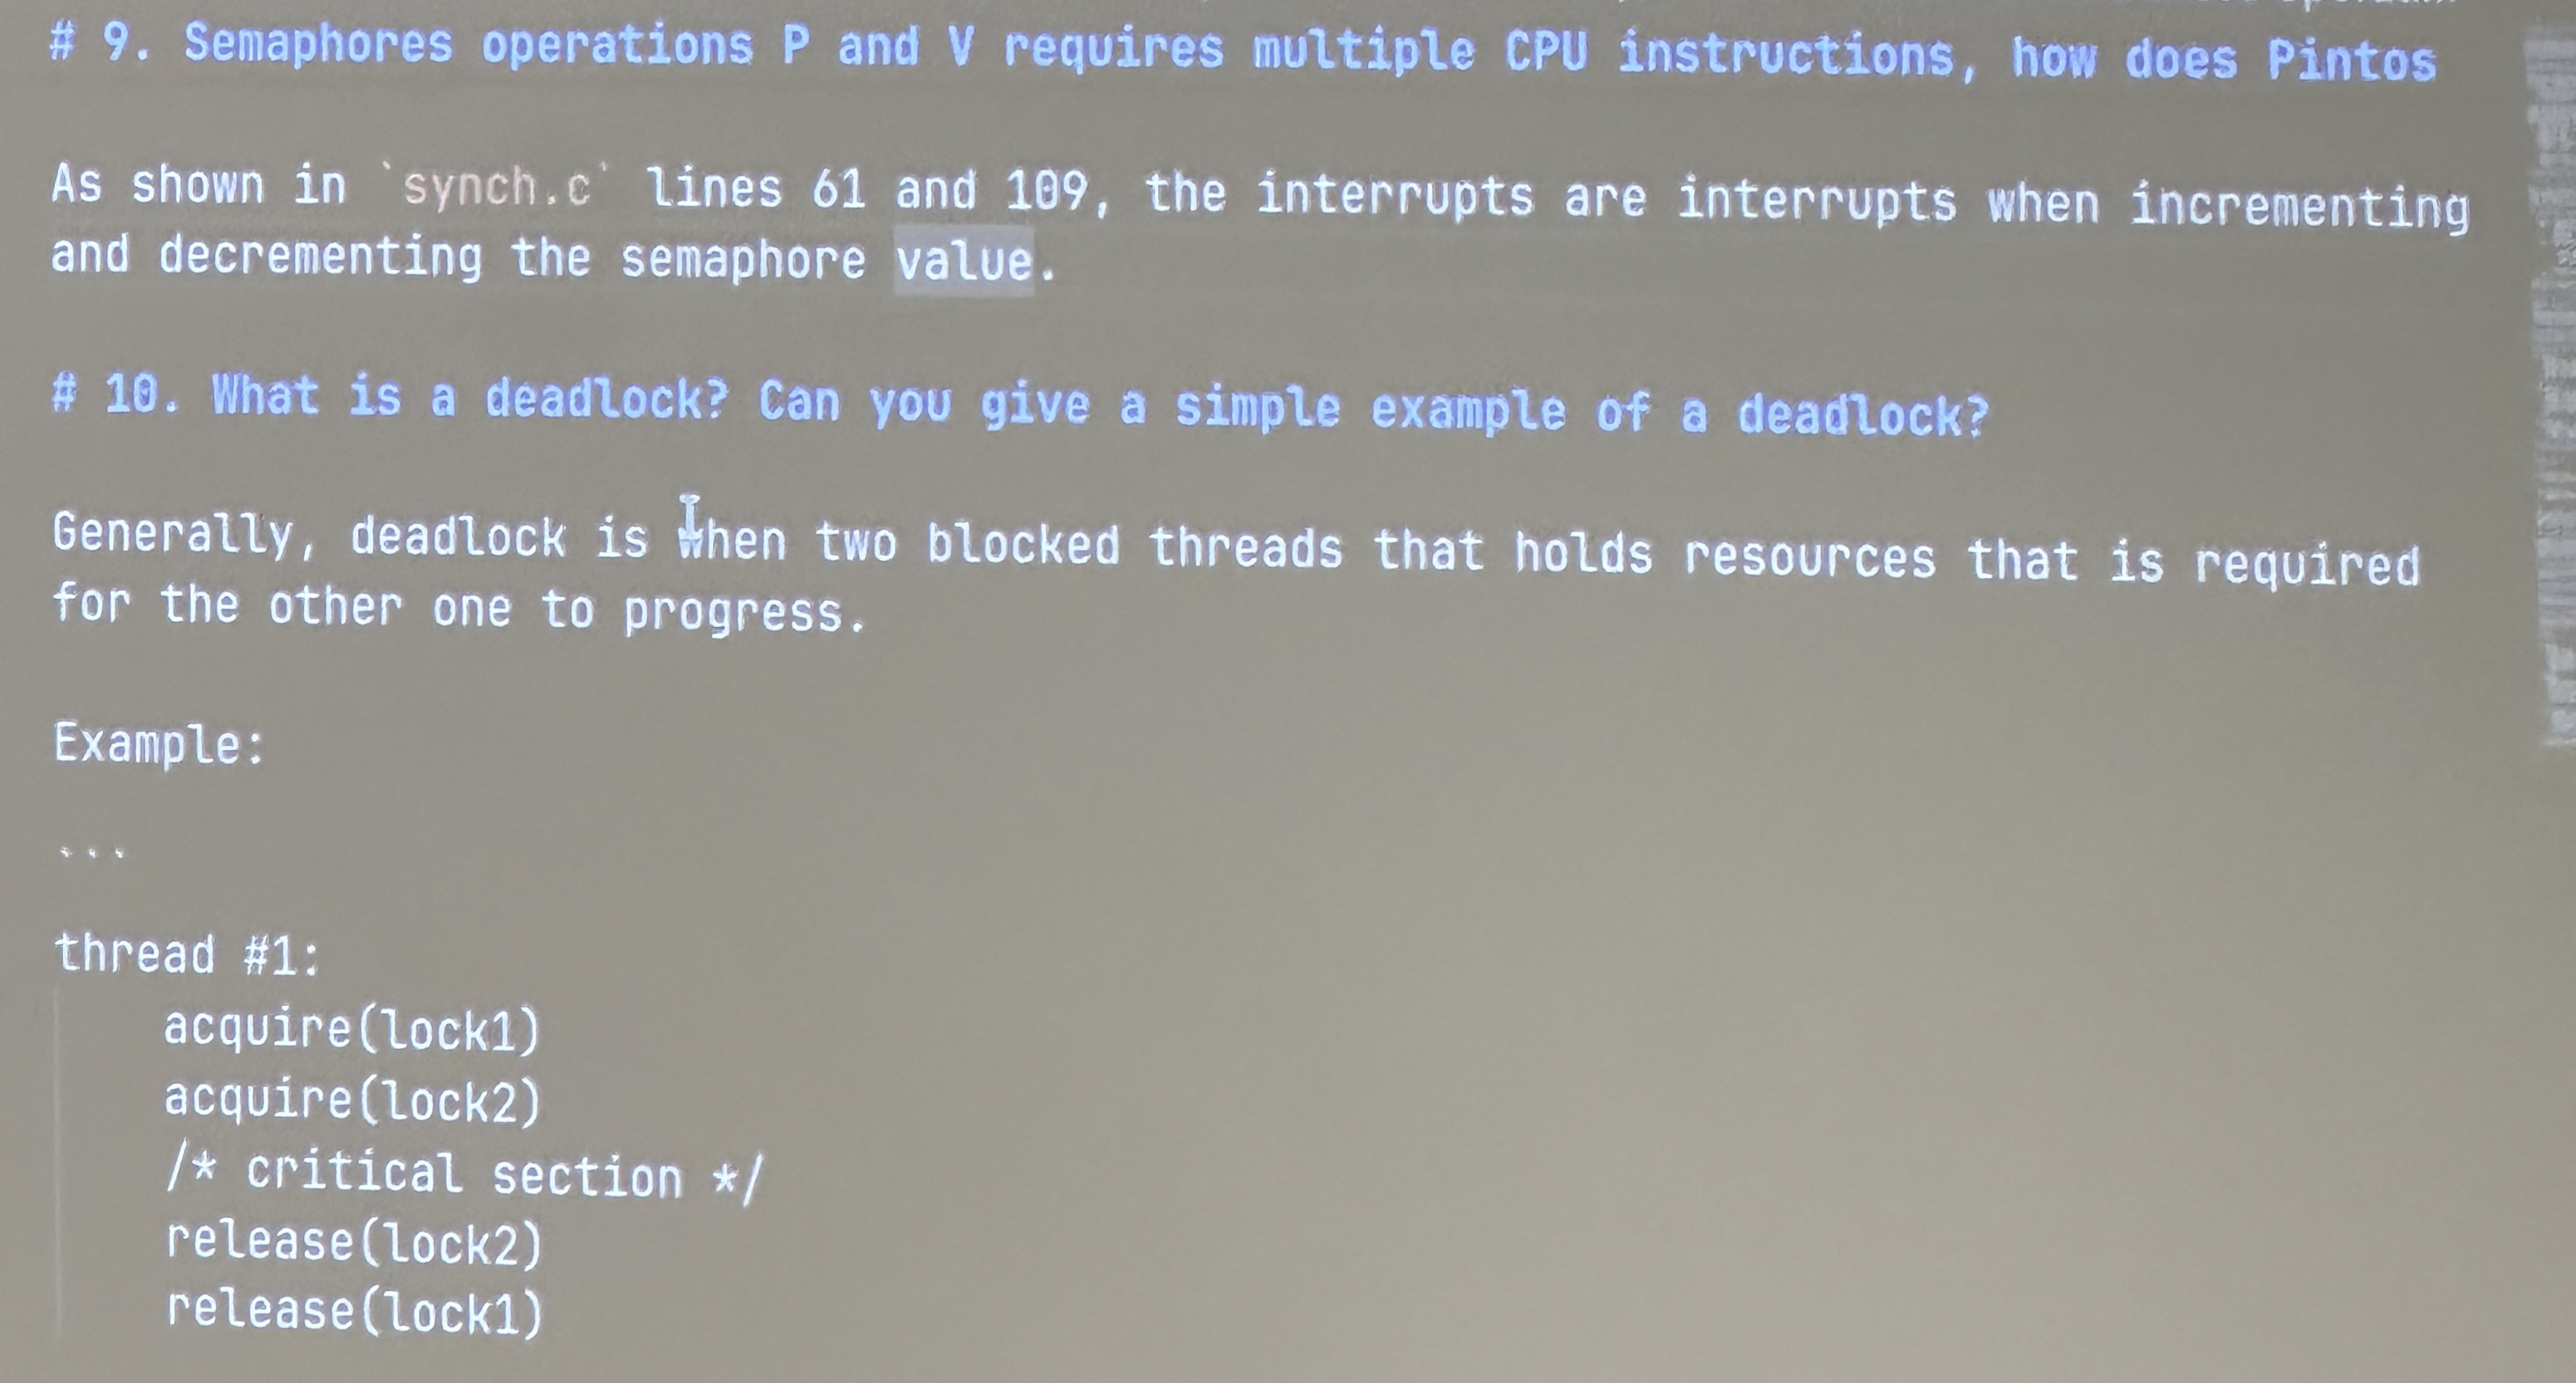 # 9. Semaphores operations P and V requires multiple CPU instructions, how does Pintos
As shown in `synch.c` lines 61 and 109, the interrupts are interrupts when incrementing
and decrementing the semaphore value.
# 10. What is a deadlock? Can you give a simple example of a deadlock?
Generally, deadlock is when two blocked threads that holds resources that is required
for the other one to progress.
Example:
```
thread #1:
acquire(lock1)
acquire(lock2)
/* critical section */
release(lock2)
release(lock1)